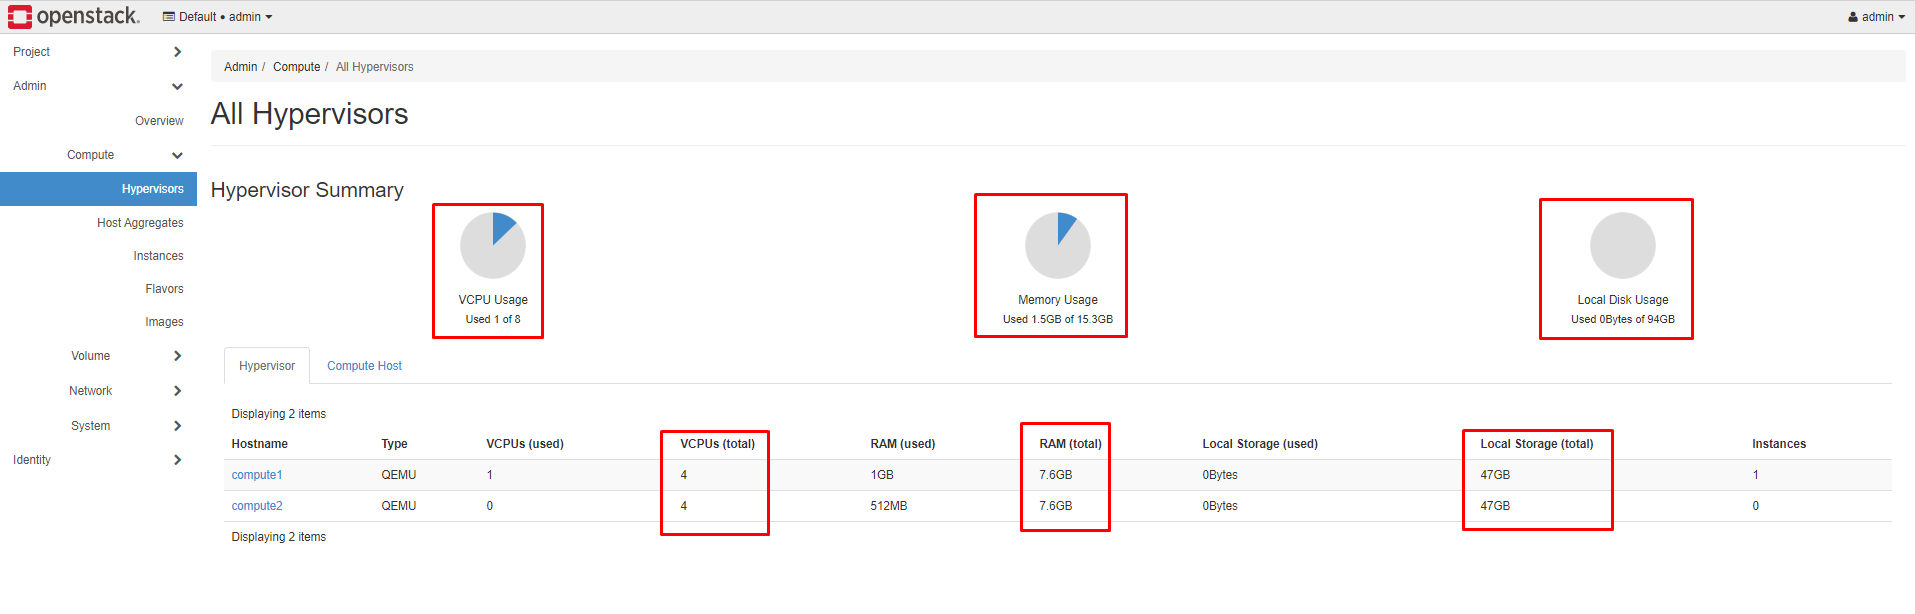 openstack. Default • admin admin
Project
Admin
Overview
Compute
Hypervisors
Host Aggregates
Instances
Flavors
Images
Volume
Network
System
Identity
Admin / Compute / All Hypervisors
All Hypervisors
Hypervisor Summary
VCPU Usage
Used 1 of 8
Memory Usage
Used 1.5GB of 15.3GB
Local Disk Usage
Used 0Bytes of 94GB
Hypervisor Compute Host
Displaying 2 items
Hostname Type VCPUs (used) VCPUs (total) RAM (used) RAM (total) Local Storage (used) Local Storage (total) Instances
compute1 QEMU 1 4 1GB 7.6GB 0Bytes 47GB 1
compute2 QEMU 0 4 512MB 7.6GB 0Bytes 47GB 0
Displaying 2 items